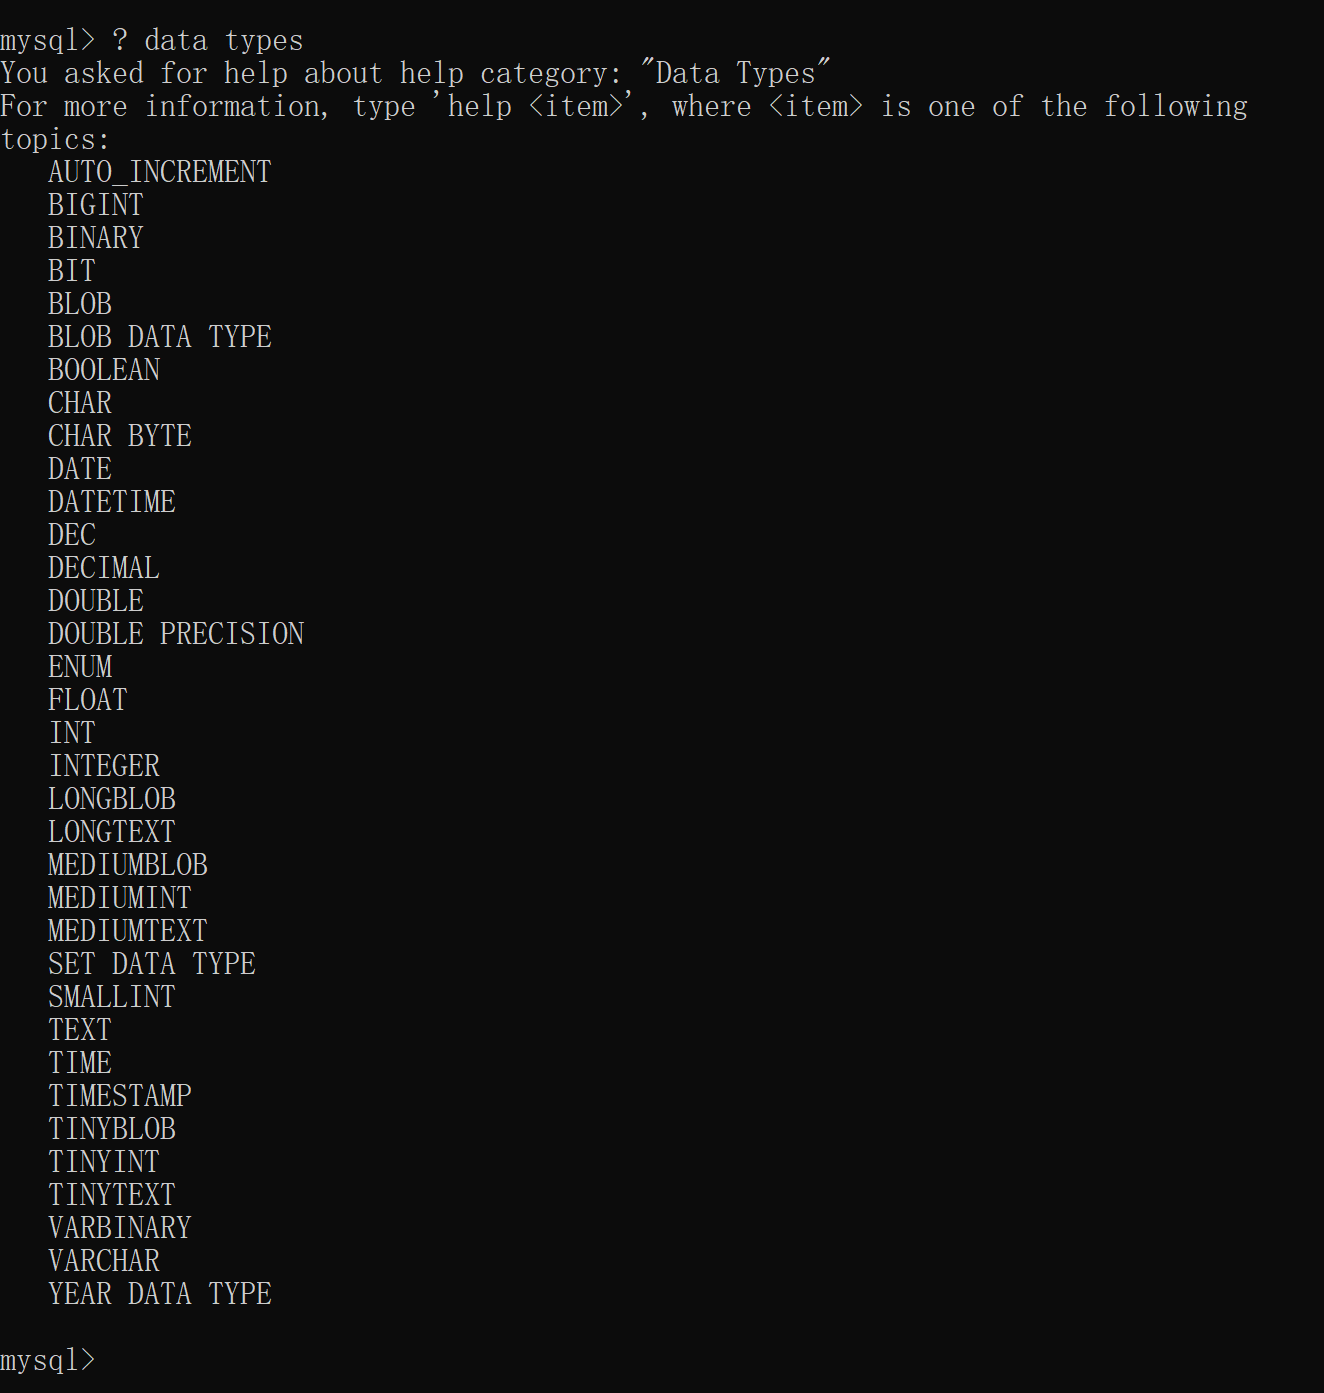 mysql> ? data types
You asked for help about help category: "Data Types"
For more information, type 'help <item>', where <item> is one of the following
topics:
   AUTO_INCREMENT
   BIGINT
   BINARY
   BIT
   BLOB
   BLOB DATA TYPE
   BOOLEAN
   CHAR
   CHAR BYTE
   DATE
   DATETIME
   DEC
   DECIMAL
   DOUBLE
   DOUBLE PRECISION
   ENUM
   FLOAT
   INT
   INTEGER
   LONGBLOB
   LONGTEXT
   MEDIUMBLOB
   MEDIUMINT
   MEDIUMTEXT
   SET DATA TYPE
   SMALLINT
   TEXT
   TIME
   TIMESTAMP
   TINYBLOB
   TINYINT
   TINYTEXT
   VARBINARY
   VARCHAR
   YEAR DATA TYPE
mysql>